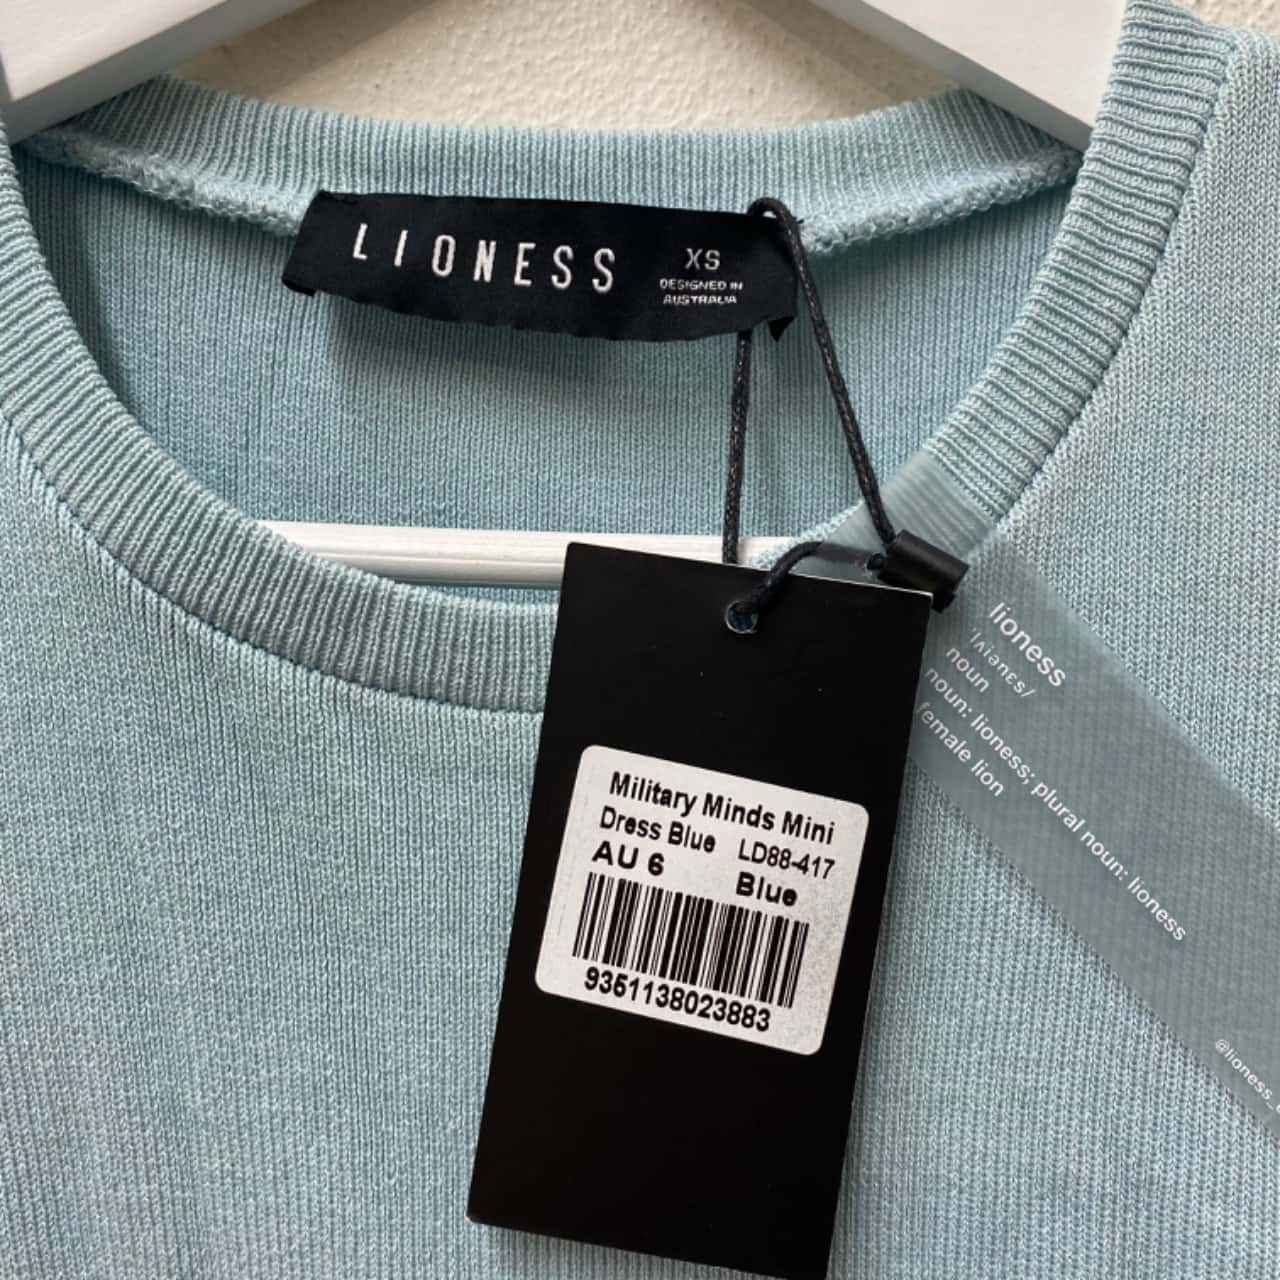 LIONESS
XS
DESIGNED IN
AUSTRALIA
lioness
/ˈlʌɪənɛs/
noun
noun: lioness; plural noun: lioness
female lion
Military Minds Mini
Dress Blue LD88-417
AU 6 Blue
9351138023883